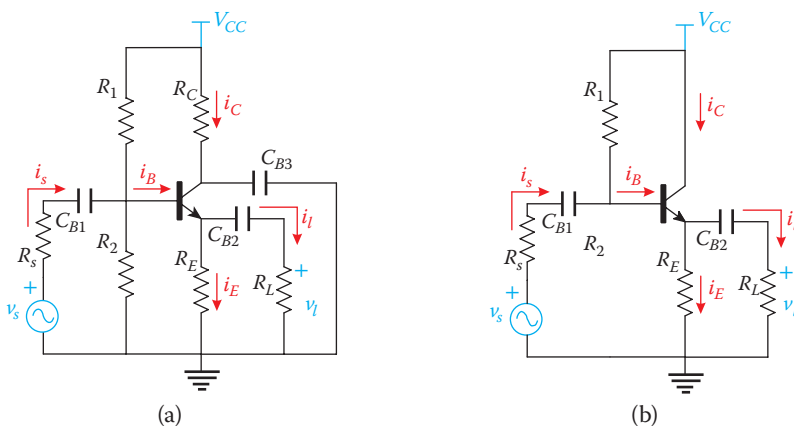 V_CC
R_1
R_C
i_C
C_B3
i_s
i_B
C_B1
C_B2
i_l
R_2
R_s
R_E
R_L
+
+
v_s
i_E
v_l
(a)
V_CC
R_1
i_C
i_s
i_B
C_B1
C_B2
R_2
R_s
R_E
R_L
+
+
v_s
i_E
(b)